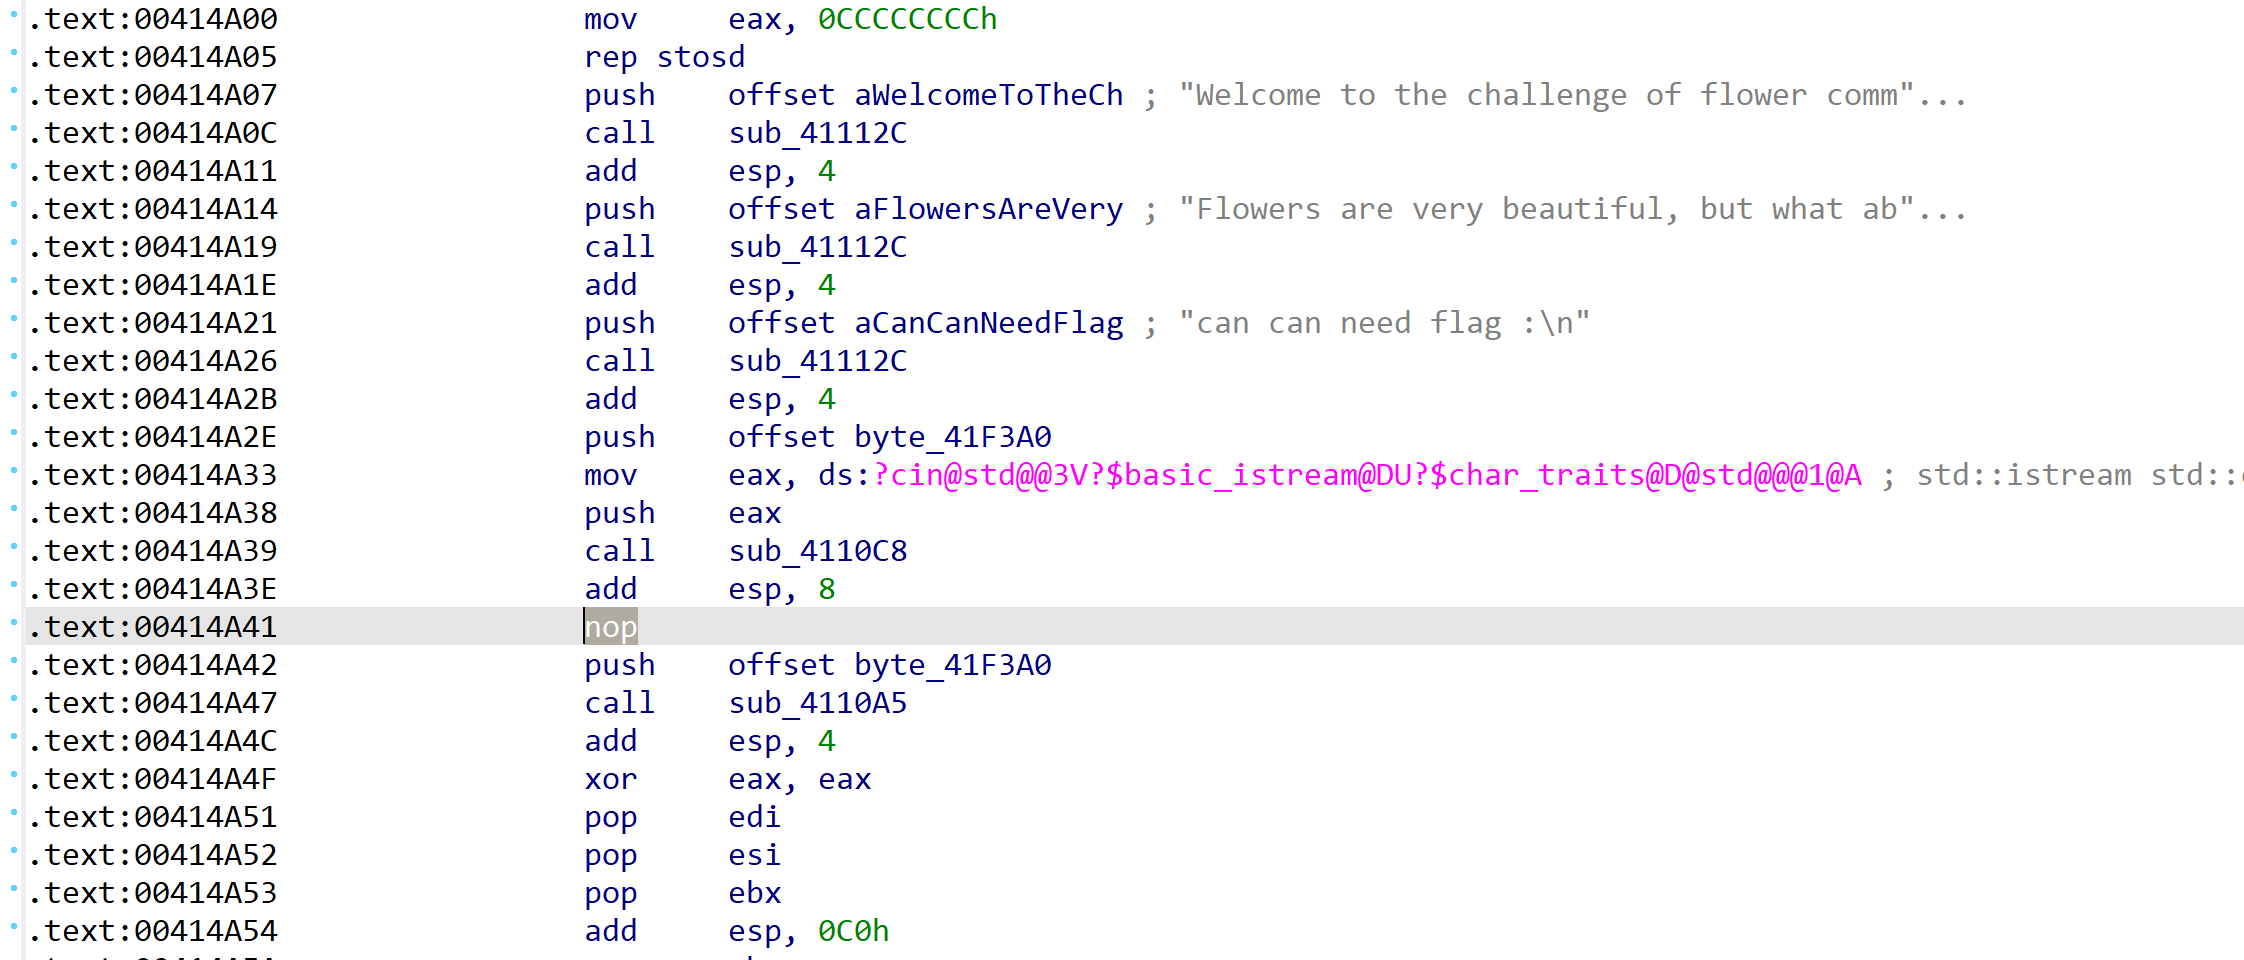 .text:00414A00 mov eax, 0CCCCCCCCh
.text:00414A05 rep stosd
.text:00414A07 push offset aWelcomeToTheCh ; "Welcome to the challenge of flower comm"...
.text:00414A0C call sub_41112C
.text:00414A11 add esp, 4
.text:00414A14 push offset aFlowersAreVery ; "Flowers are very beautiful, but what ab"...
.text:00414A19 call sub_41112C
.text:00414A1E add esp, 4
.text:00414A21 push offset aCanCanNeedFlag ; "can can need flag :\n"
.text:00414A26 call sub_41112C
.text:00414A2B add esp, 4
.text:00414A2E push offset byte_41F3A0
.text:00414A33 mov eax, ds:?cin@std@@3V?$basic_istream@DU?$char_traits@D@std@@@1@A ; std::istream std::
.text:00414A38 push eax
.text:00414A39 call sub_4110C8
.text:00414A3E add esp, 8
.text:00414A41 nop
.text:00414A42 push offset byte_41F3A0
.text:00414A47 call sub_4110A5
.text:00414A4C add esp, 4
.text:00414A4F xor eax, eax
.text:00414A51 pop edi
.text:00414A52 pop esi
.text:00414A53 pop ebx
.text:00414A54 add esp, 0C0h